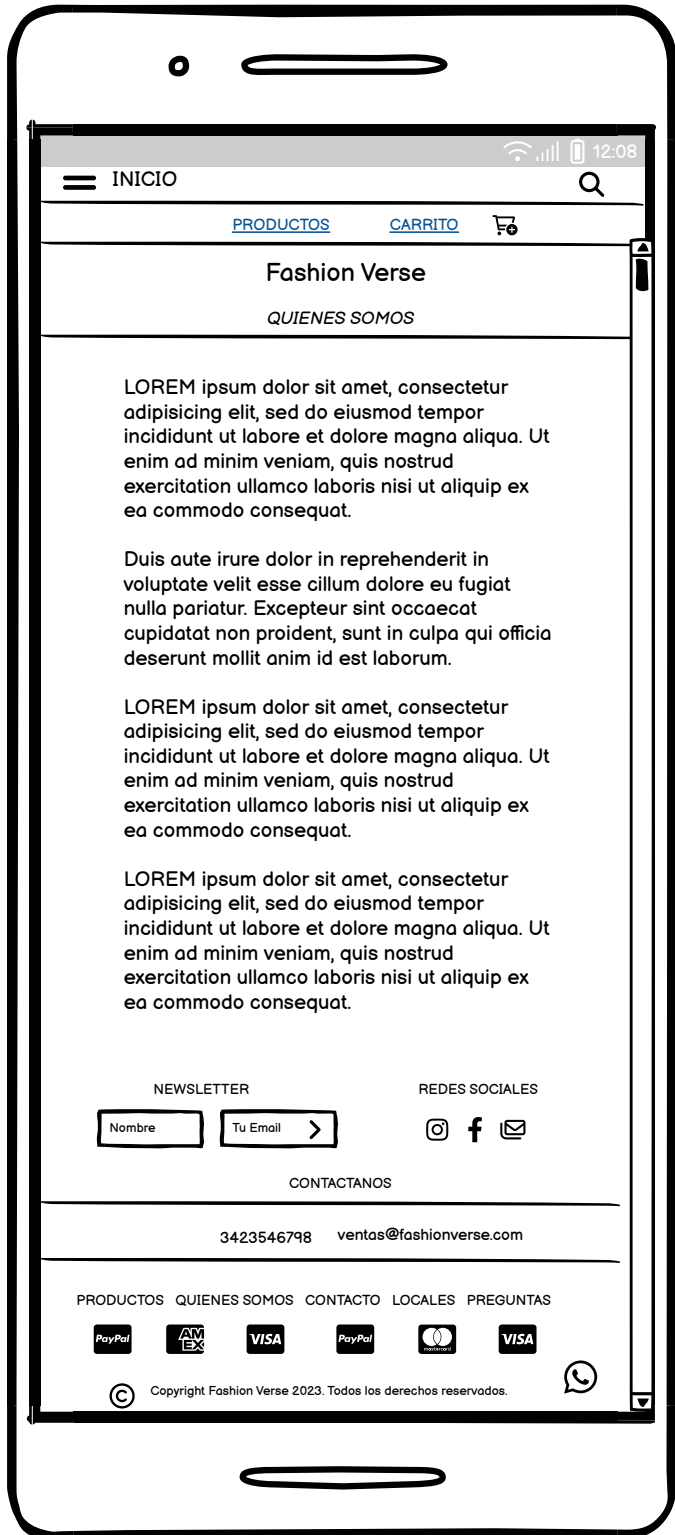 12:08
INICIO
PRODUCTOS CARRITO
Fashion Verse
QUIENES SOMOS
LOREM ipsum dolor sit amet, consectetur
adipisicing elit, sed do eiusmod tempor
incididunt ut labore et dolore magna aliqua. Ut
enim ad minim veniam, quis nostrud
exercitation ullamco laboris nisi ut aliquip ex
ea commodo consequat.
Duis aute irure dolor in reprehenderit in
voluptate velit esse cillum dolore eu fugiat
nulla pariatur. Excepteur sint occaecat
cupidatat non proident, sunt in culpa qui officia
deserunt mollit anim id est laborum.
LOREM ipsum dolor sit amet, consectetur
adipisicing elit, sed do eiusmod tempor
incididunt ut labore et dolore magna aliqua. Ut
enim ad minim veniam, quis nostrud
exercitation ullamco laboris nisi ut aliquip ex
ea commodo consequat.
LOREM ipsum dolor sit amet, consectetur
adipisicing elit, sed do eiusmod tempor
incididunt ut labore et dolore magna aliqua. Ut
enim ad minim veniam, quis nostrud
exercitation ullamco laboris nisi ut aliquip ex
ea commodo consequat.
NEWSLETTER REDES SOCIALES
Nombre Tu Email
CONTACTANOS
3423546798 ventas@fashionverse.com
PRODUCTOS QUIENES SOMOS CONTACTO LOCALES PREGUNTAS
PayPal AM EX VISA PayPal mastercard VISA
© Copyright Fashion Verse 2023. Todos los derechos reservados.